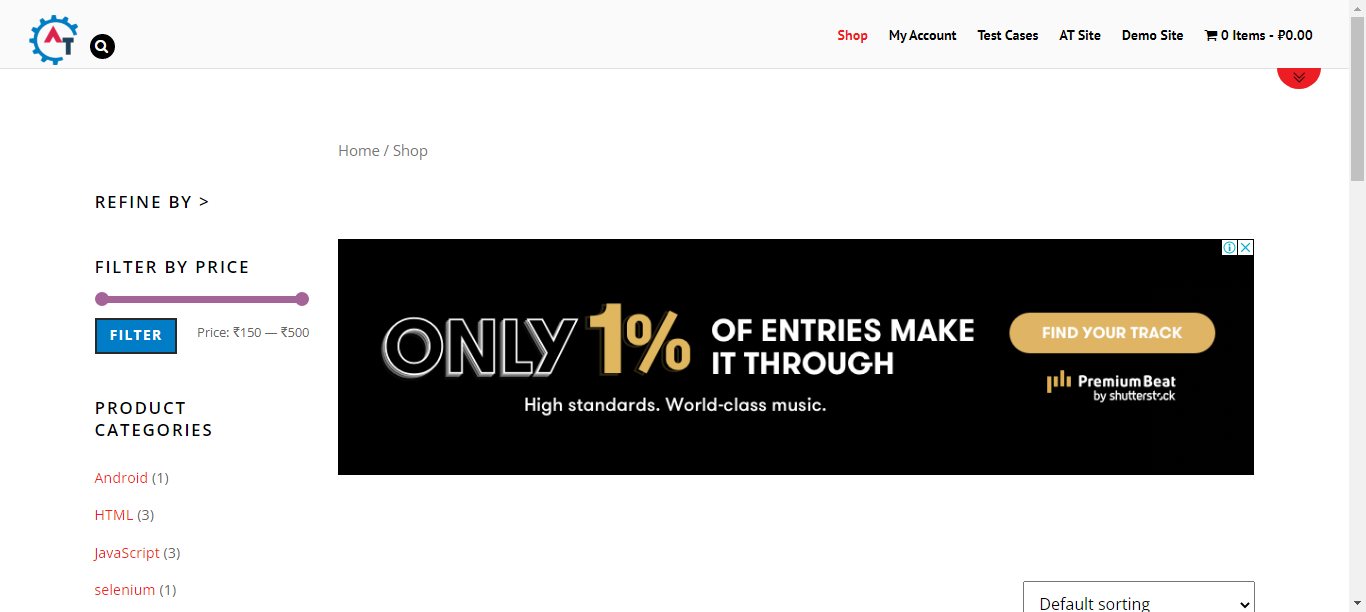 AT
Shop
My Account
Test Cases
AT Site
Demo Site
0 Items - ₽0.00
Home / Shop
REFINE BY >
FILTER BY PRICE
FILTER
Price: ₹150 — ₹500
PRODUCT
CATEGORIES
Android (1)
HTML (3)
JavaScript (3)
selenium (1)
ONLY 1% OF ENTRIES MAKE
IT THROUGH
High standards. World-class music.
FIND YOUR TRACK
PremiumBeat
by shutterstock
Default sorting